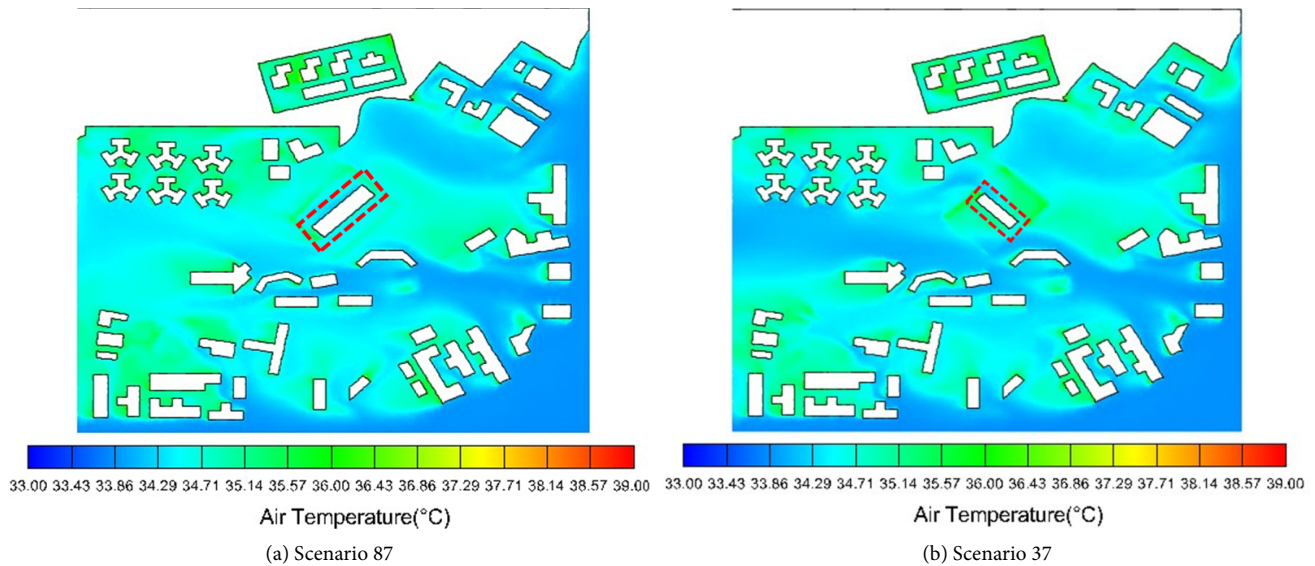 33.00 33.43 33.86 34.29 34.71 35.14 35.57 36.00 36.43 36.86 37.29 37.71 38.14 38.57 39.00
Air Temperature(°C)
(a) Scenario 87
33.00 33.43 33.86 34.29 34.71 35.14 35.57 36.00 36.43 36.86 37.29 37.71 38.14 38.57 39.00
Air Temperature(°C)
(b) Scenario 37